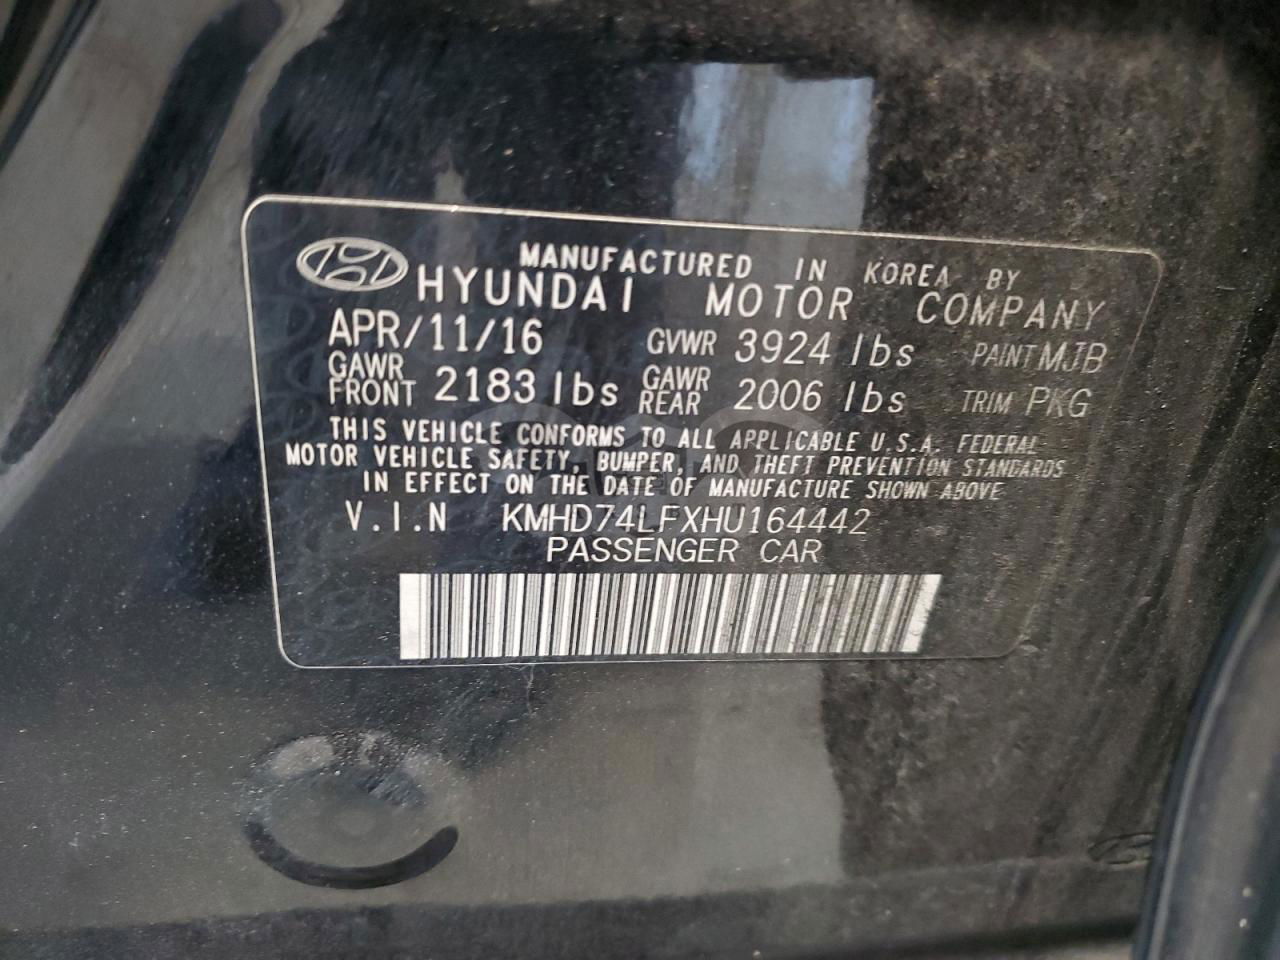 MANUFACTURED IN KOREA BY
HYUNDAI MOTOR COMPANY
APR/11/16 GVWR 3924 lbs PAINT MJB
GAWR FRONT 2183 lbs GAWR REAR 2006 lbs TRIM PKG
THIS VEHICLE CONFORMS TO ALL APPLICABLE U.S.A. FEDERAL
MOTOR VEHICLE SAFETY, BUMPER, AND THEFT PREVENTION STANDARDS
IN EFFECT ON THE DATE OF MANUFACTURE SHOWN ABOVE
V.I.N KMHD74LFXHU164442
PASSENGER CAR